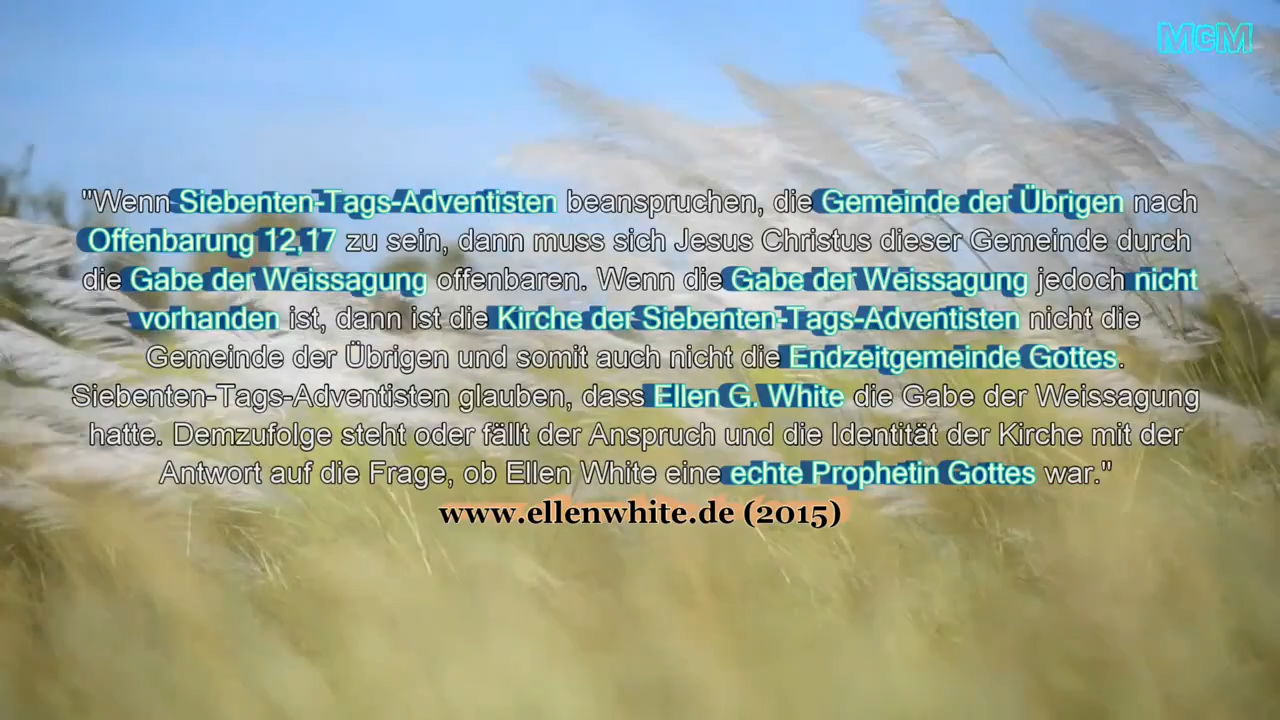 McM
"Wenn Siebenten-Tags-Adventisten beanspruchen, die Gemeinde der Übrigen nach
Offenbarung 12,17 zu sein, dann muss sich Jesus Christus dieser Gemeinde durch
die Gabe der Weissagung offenbaren. Wenn die Gabe der Weissagung jedoch nicht
vorhanden ist, dann ist die Kirche der Siebenten-Tags-Adventisten nicht die
Gemeinde der Übrigen und somit auch nicht die Endzeitgemeinde Gottes.
Siebenten-Tags-Adventisten glauben, dass Ellen G. White die Gabe der Weissagung
hatte. Demzufolge steht oder fällt der Anspruch und die Identität der Kirche mit der
Antwort auf die Frage, ob Ellen White eine echte Prophetin Gottes war."
www.ellenwhite.de (2015)